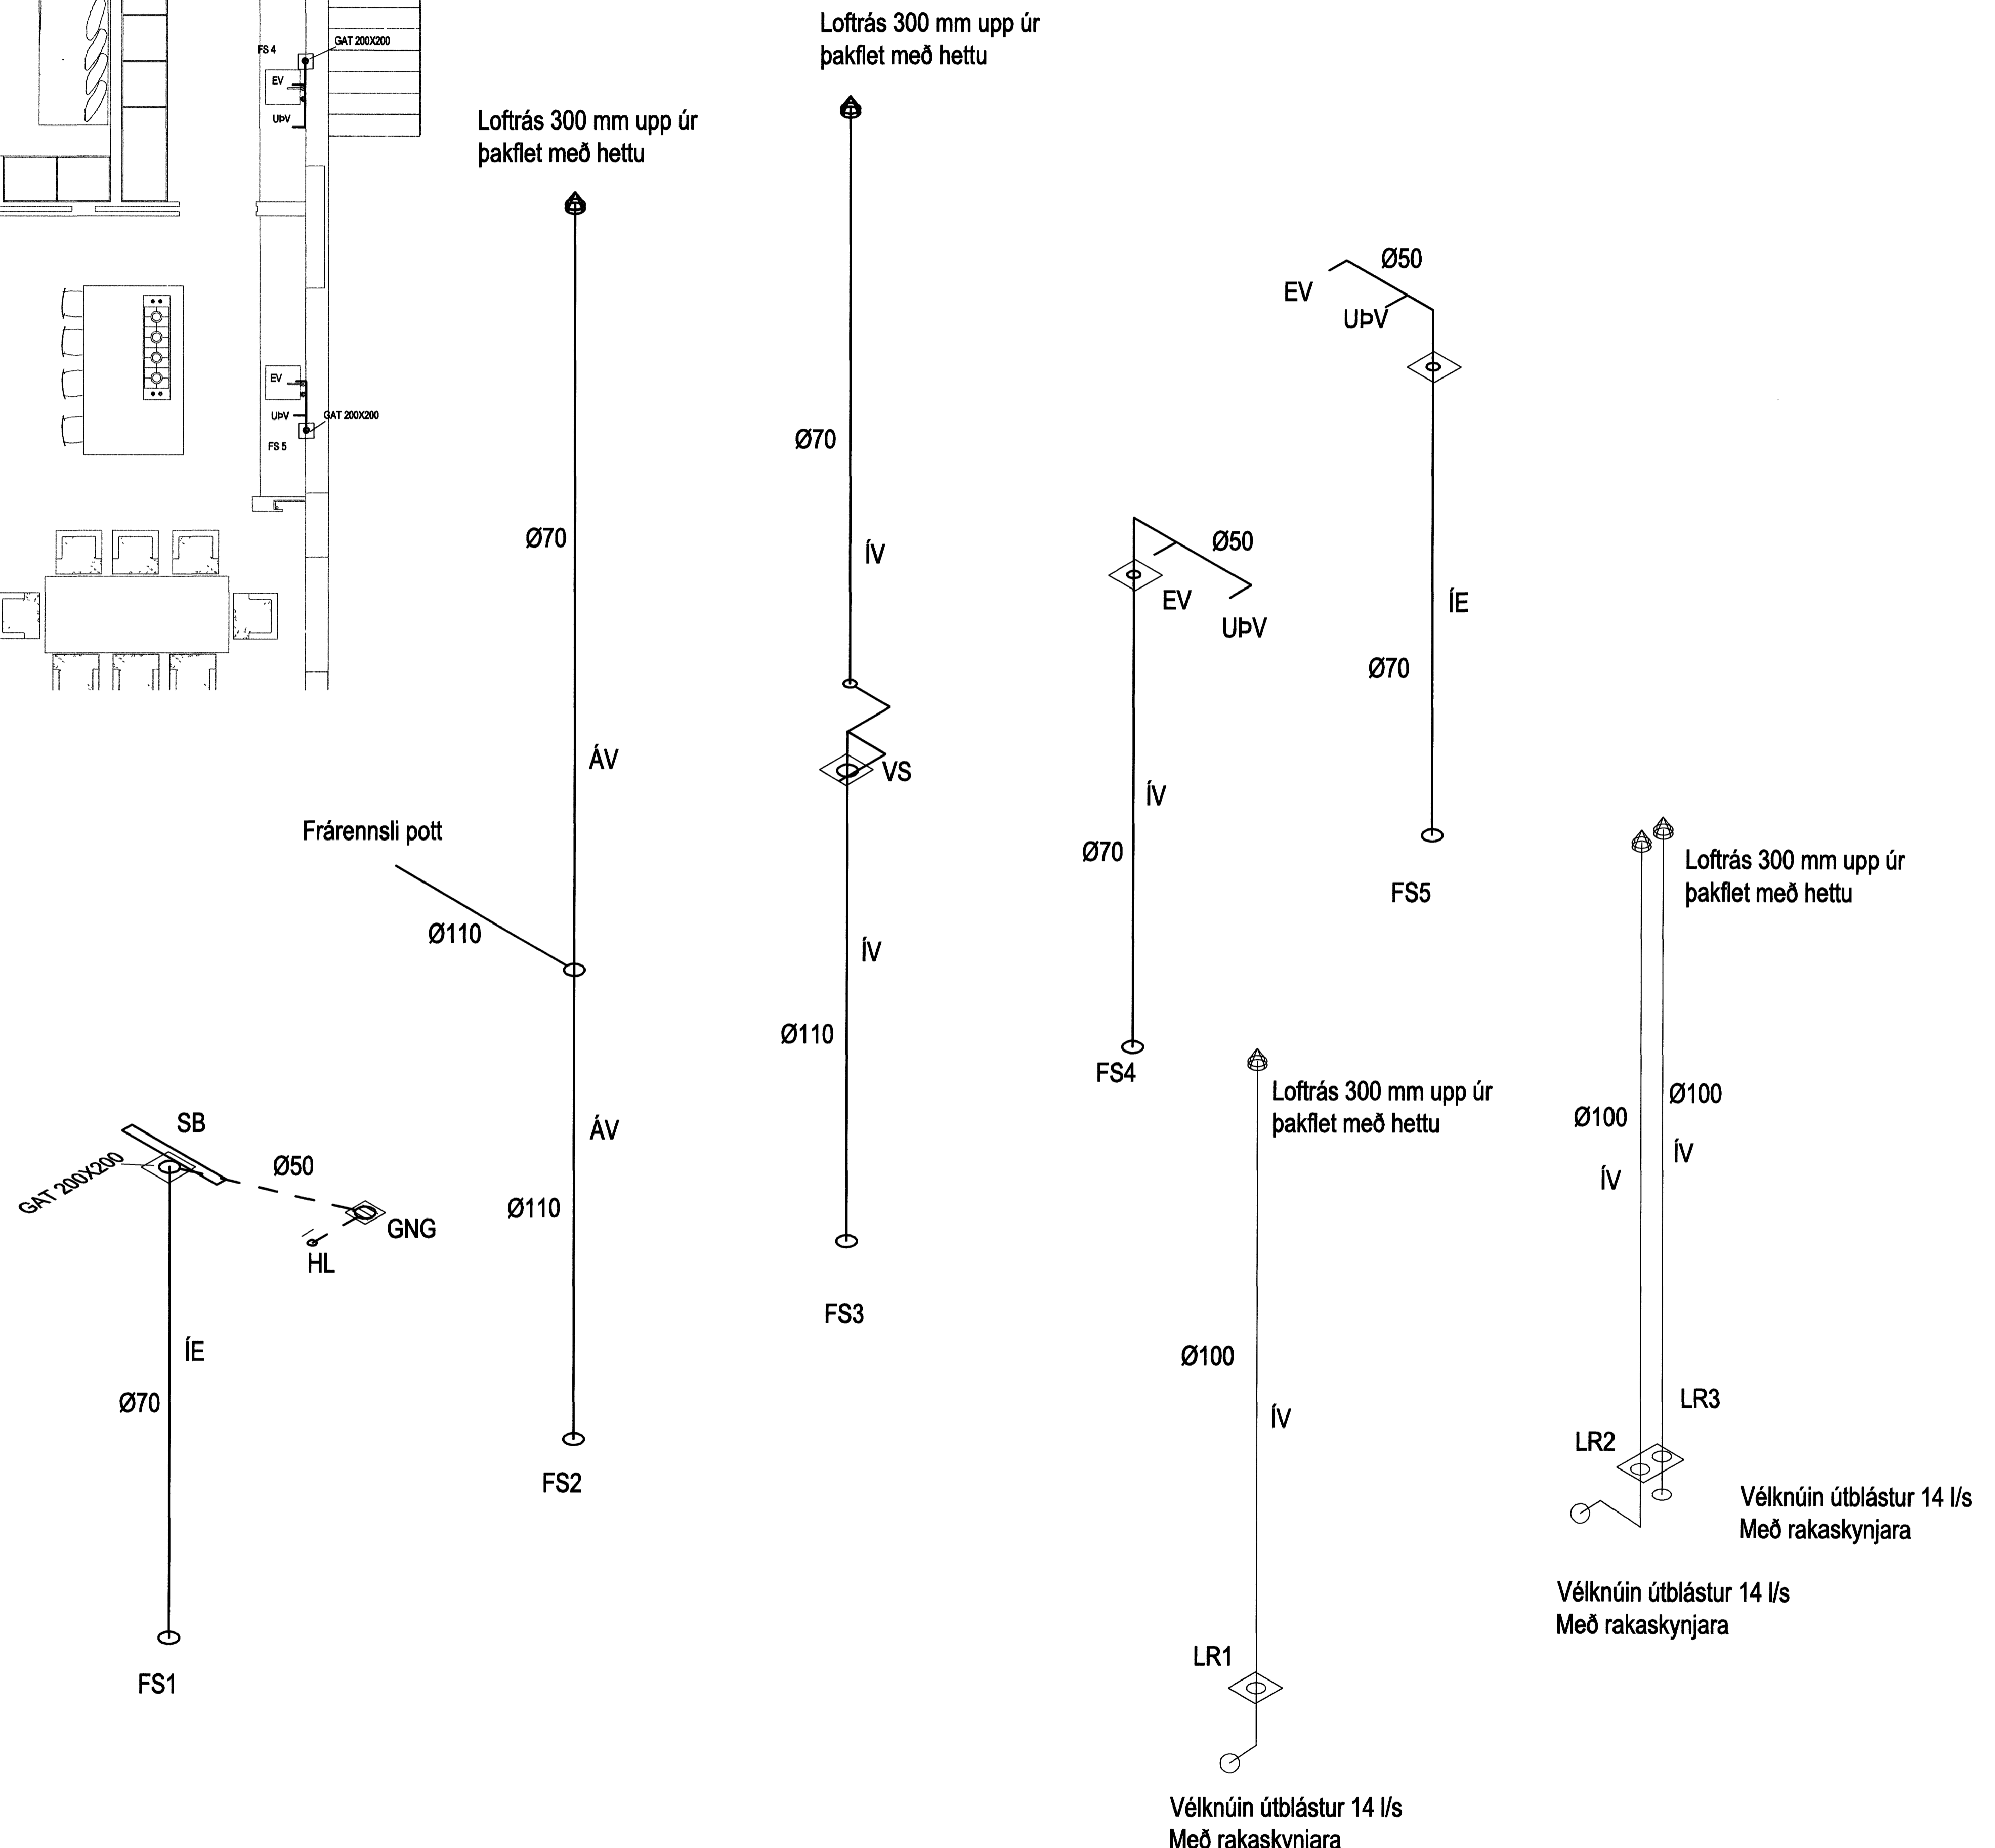 FS 4
GAT 200X200
EV
UÞV
EV
UÞV
GAT 200X200
FS 5
Loftrás 300 mm upp úr
þakflet með hettu
Ø70
ÁV
Frárennsli pott
Ø110
ÁV
Ø110
FS2
Loftrás 300 mm upp úr
þakflet með hettu
Ø70
ÍV
VS
ÍV
Ø110
FS3
Ø50
EV
UÞV
ÍE
Ø70
FS5
Ø50
EV
UÞV
ÍV
Ø70
FS4
SB
GAT 200X200
Ø50
GNG
HL
ÍE
Ø70
FS1
Loftrás 300 mm upp úr
þakflet með hettu
Ø100
ÍV
LR1
Vélknúin útblástur 14 l/s
Með rakaskynjara
Loftrás 300 mm upp úr
þakflet með hettu
Ø100
Ø100
ÍV
ÍV
LR3
LR2
Vélknúin útblástur 14 l/s
Með rakaskynjara
Vélknúin útblástur 14 l/s
Með rakaskynjara